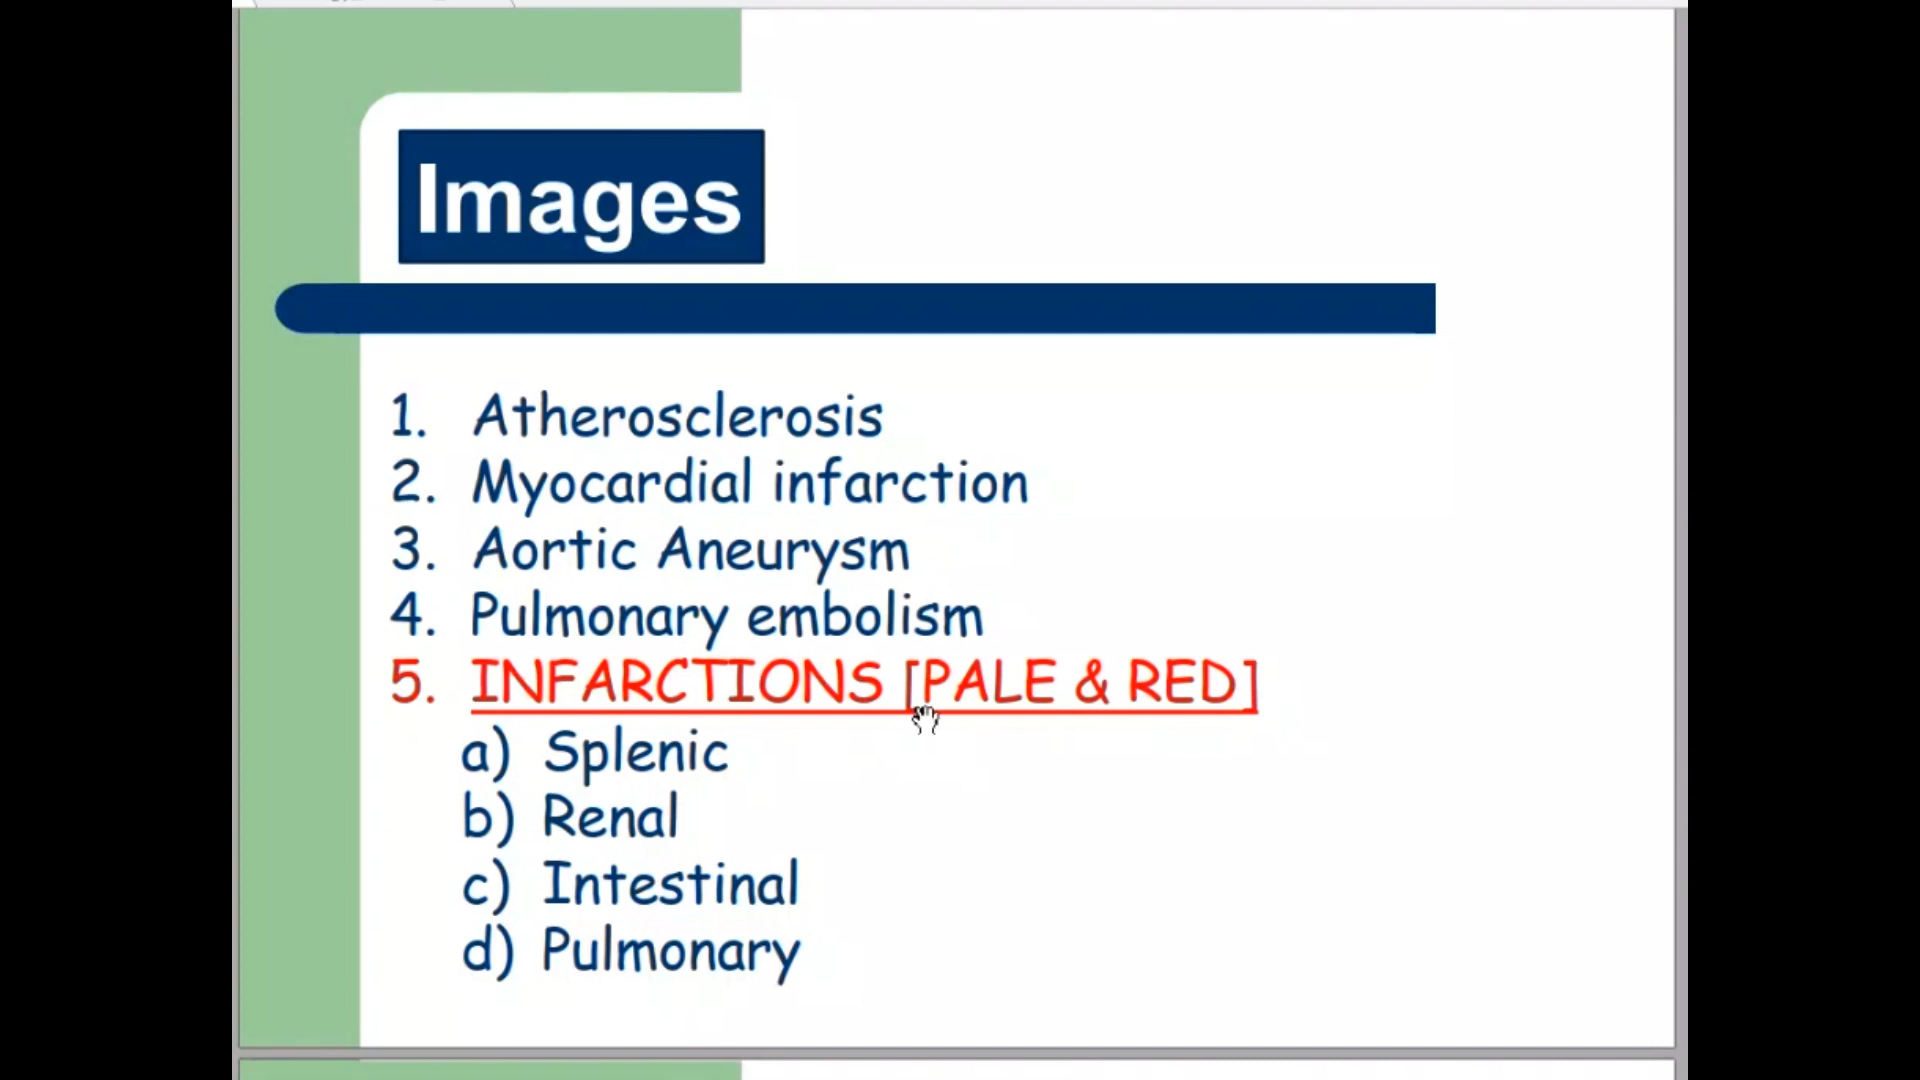 Images
1. Atherosclerosis
2. Myocardial infarction
3. Aortic Aneurysm
4. Pulmonary embolism
5. INFARCTIONS [PALE & RED]
a) Splenic
b) Renal
c) Intestinal
d) Pulmonary